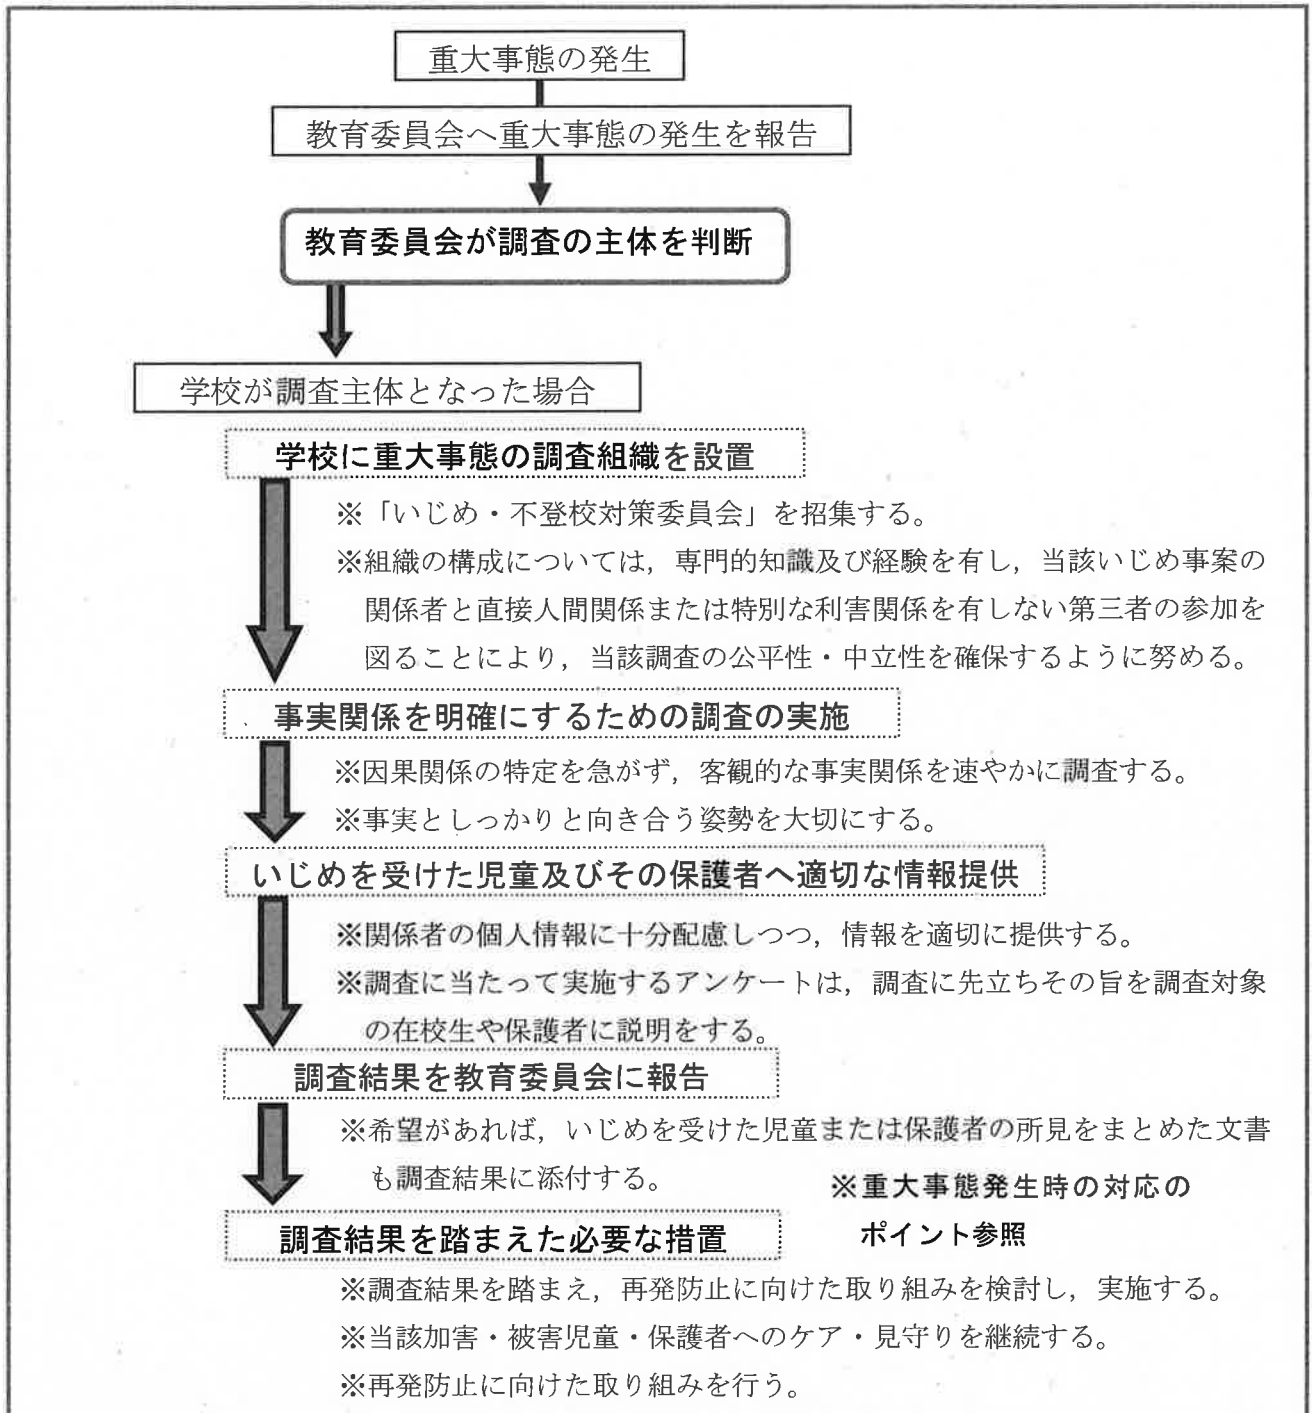 重大事態の発生
教育委員会へ重大事態の発生を報告
教育委員会が調査の主体を判断
学校が調査主体となった場合
学校に重大事態の調査組織を設置
※「いじめ・不登校対策委員会」を招集する。
※組織の構成については，専門的知識及び経験を有し，当該いじめ事案の
関係者と直接人間関係または特別な利害関係を有しない第三者の参加を
図ることにより，当該調査の公平性・中立性を確保するように努める。
事実関係を明確にするための調査の実施
※因果関係の特定を急がず，客観的な事実関係を速やかに調査する。
※事実としっかりと向き合う姿勢を大切にする。
いじめを受けた児童及びその保護者へ適切な情報提供
※関係者の個人情報に十分配慮しつつ，情報を適切に提供する。
※調査に当たって実施するアンケートは，調査に先立ちその旨を調査対象
の在校生や保護者に説明をする。
調査結果を教育委員会に報告
※希望があれば，いじめを受けた児童または保護者の所見をまとめた文書
も調査結果に添付する。
※重大事態発生時の対応の
ポイント参照
調査結果を踏まえた必要な措置
※調査結果を踏まえ，再発防止に向けた取り組みを検討し，実施する。
※当該加害・被害児童・保護者へのケア・見守りを継続する。
※再発防止に向けた取り組みを行う。